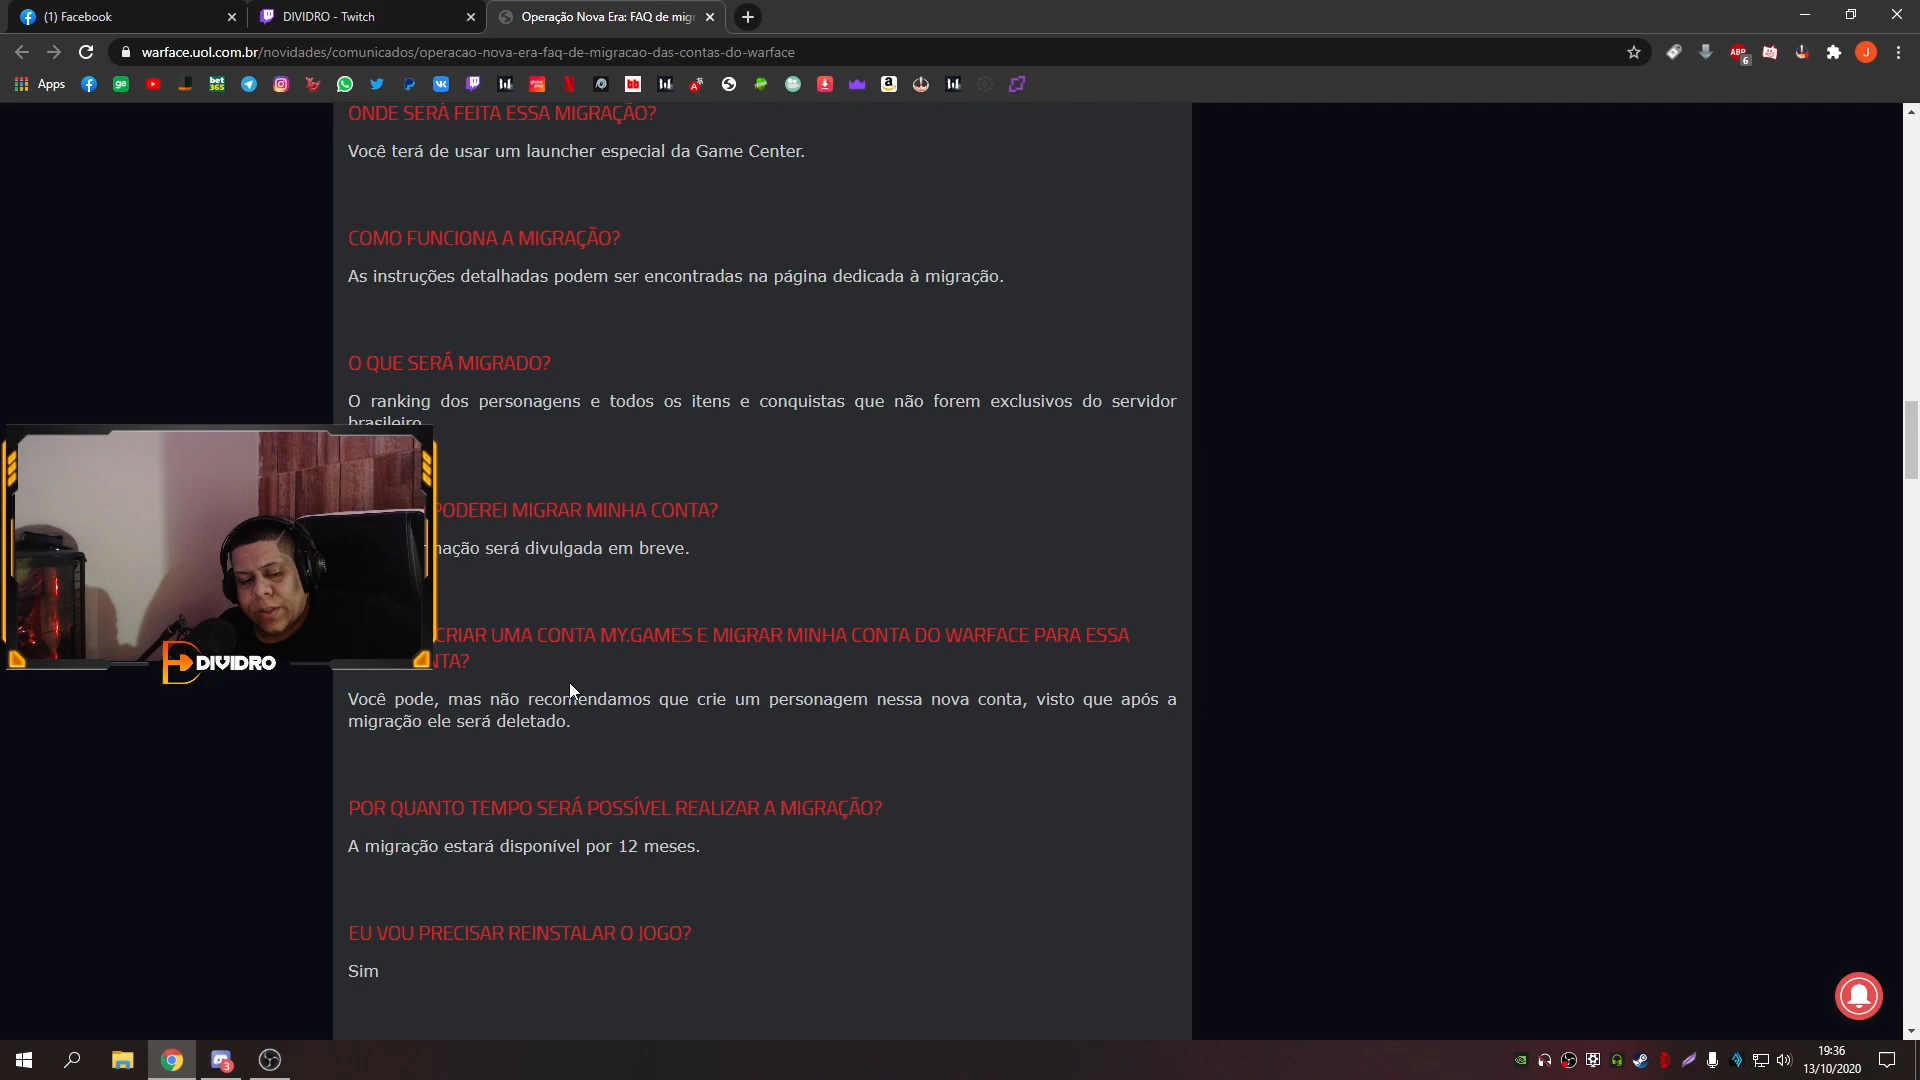 (1) Facebook
DIVIDRO - Twitch
Operação Nova Era: FAQ de migr
warface.uol.com.br/novidades/comunicados/operacao-nova-era-faq-de-migracao-das-contas-do-warface
Apps
ONDE SERÁ FEITA ESSA MIGRAÇÃO?
Você terá de usar um launcher especial da Game Center.
COMO FUNCIONA A MIGRAÇÃO?
As instruções detalhadas podem ser encontradas na página dedicada à migração.
O QUE SERÁ MIGRADO?
O ranking dos personagens e todos os itens e conquistas que não forem exclusivos do servidor
brasileiro
PODEREI MIGRAR MINHA CONTA?
mação será divulgada em breve.
CRIAR UMA CONTA MY.GAMES E MIGRAR MINHA CONTA DO WARFACE PARA ESSA
NTA?
Você pode, mas não recomendamos que crie um personagem nessa nova conta, visto que após a
migração ele será deletado.
DIVIDRO
POR QUANTO TEMPO SERÁ POSSÍVEL REALIZAR A MIGRAÇÃO?
A migração estará disponível por 12 meses.
EU VOU PRECISAR REINSTALAR O JOGO?
Sim
19:36
13/10/2020